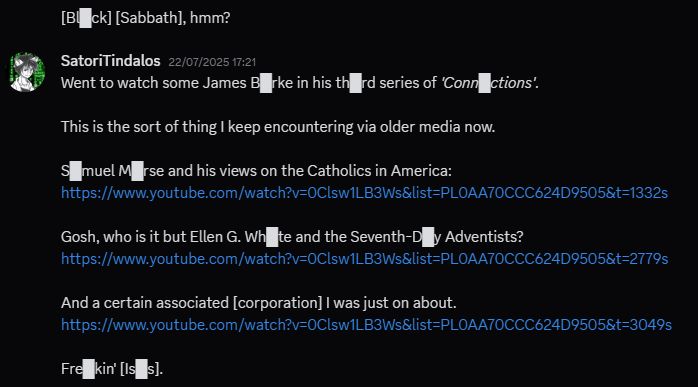 [Bl█ck] [Sabbath], hmm?
SatoriTindalos 22/07/2025 17:21
Went to watch some James B█rke in his th█rd series of 'Conn█ctions'.
This is the sort of thing I keep encountering via older media now.
S█muel M█rse and his views on the Catholics in America:
https://www.youtube.com/watch?v=0Clsw1LB3Ws&list=PL0AA70CCC624D9505&t=1332s
Gosh, who is it but Ellen G. Wh█te and the Seventh-D█y Adventists?
https://www.youtube.com/watch?v=0Clsw1LB3Ws&list=PL0AA70CCC624D9505&t=2779s
And a certain associated [corporation] I was just on about.
https://www.youtube.com/watch?v=0Clsw1LB3Ws&list=PL0AA70CCC624D9505&t=3049s
Fre█kin' [Is█s].